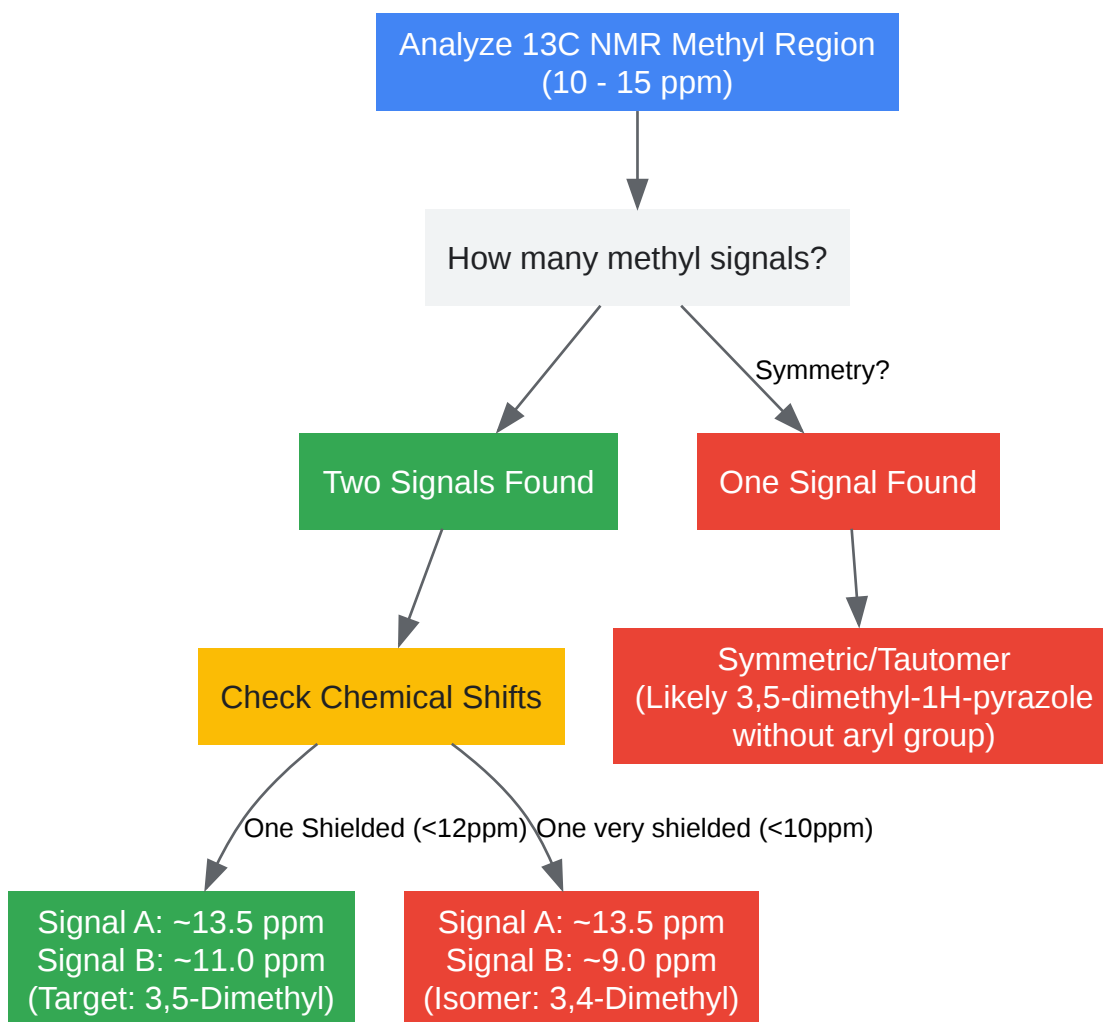 Analyze 13C NMR Methyl Region
(10 - 15 ppm)
How many methyl signals?
Symmetry?
Two Signals Found
One Signal Found
Check Chemical Shifts
Symmetric/Tautomer
(Likely 3,5-dimethyl-1H-pyrazole
without aryl group)
One Shielded (<12ppm)
One very shielded (<10ppm)
Signal A: ~13.5 ppm
Signal B: ~11.0 ppm
(Target: 3,5-Dimethyl)
Signal A: ~13.5 ppm
Signal B: ~9.0 ppm
(Isomer: 3,4-Dimethyl)